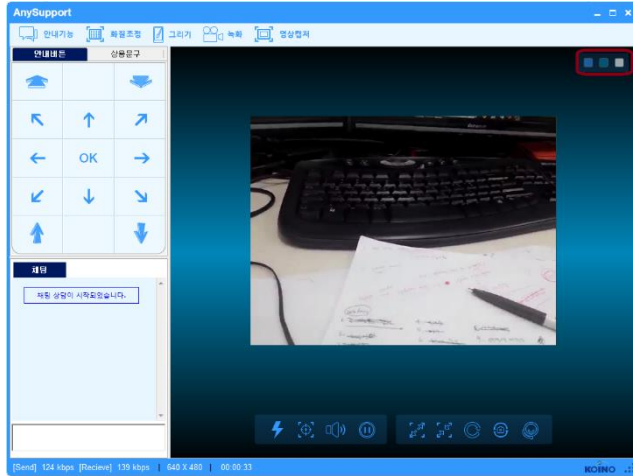 AnySupport
안내기능 화질조정 그리기 녹화 영상캡쳐
안내버튼 상용문구
OK
채팅
채팅 상담이 시작되었습니다.
[Send] 124 kbps [Recieve] 139 kbps | 640 X 480 | 00:00:33
KOINO